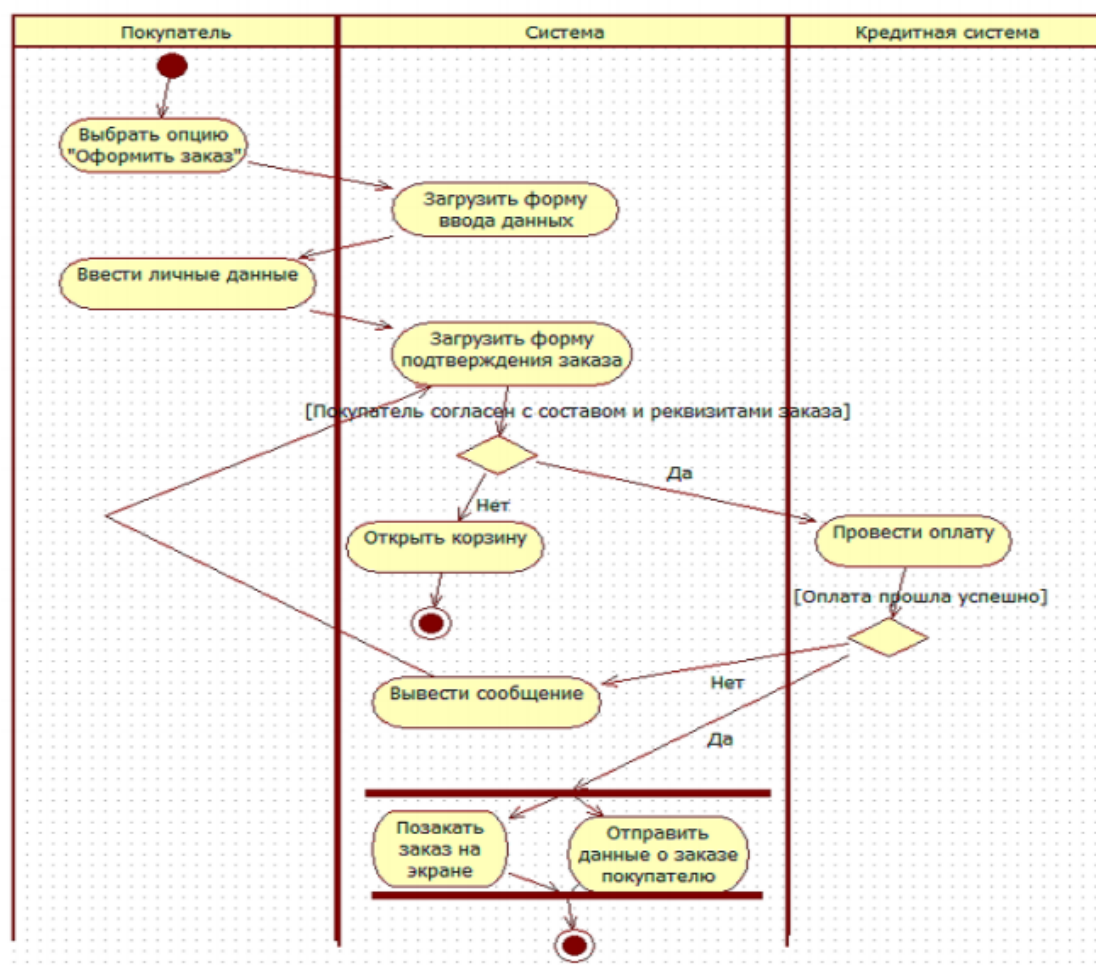 Покупатель
Система
Кредитная система
Выбрать опцию
"Оформить заказ"
Загрузить форму
ввода данных
Ввести личные данные
Загрузить форму
подтверждения заказа
[Покупатель согласен с составом и реквизитами заказа]
Да
Нет
Открыть корзину
Провести оплату
[Оплата прошла успешно]
Нет
Вывести сообщение
Да
Позакать
заказ на
экране
Отправить
данные о заказе
покупателю